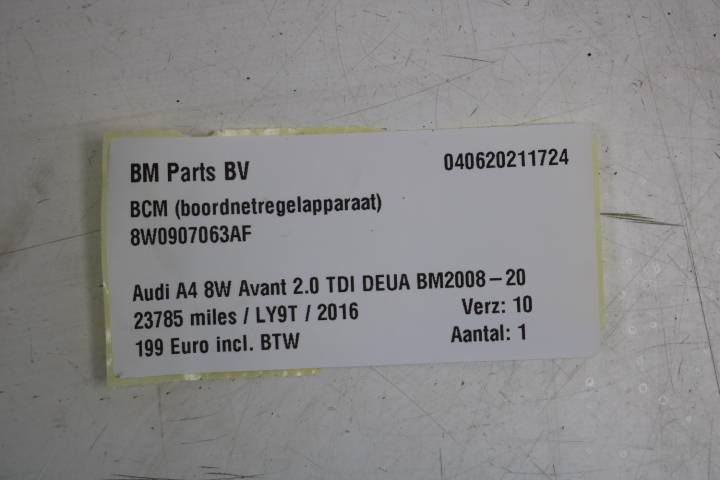 BM Parts BV 040620211724
BCM (boordnetregelapparaat)
8W0907063AF
Audi A4 8W Avant 2.0 TDI DEUA BM2008-20
23785 miles / LY9T / 2016 Verz: 10
199 Euro incl. BTW Aantal: 1